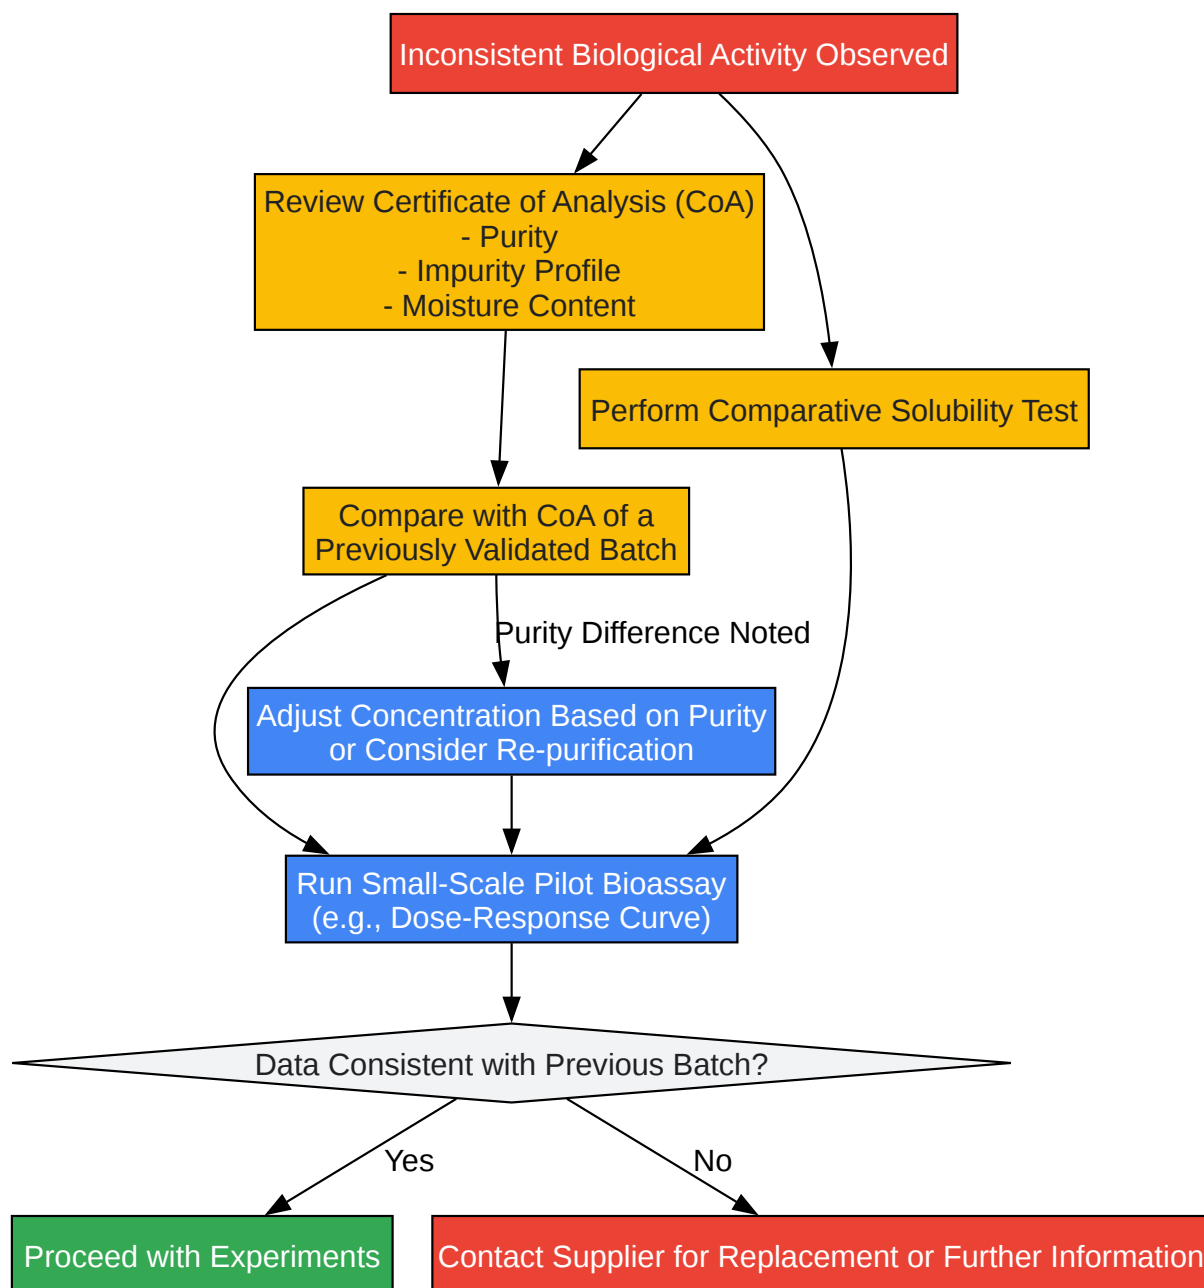 Inconsistent Biological Activity Observed
Review Certificate of Analysis (CoA)
- Purity
- Impurity Profile
- Moisture Content
Perform Comparative Solubility Test
Compare with CoA of a
Previously Validated Batch
Purity Difference Noted
Adjust Concentration Based on Purity
or Consider Re-purification
Run Small-Scale Pilot Bioassay
(e.g., Dose-Response Curve)
Data Consistent with Previous Batch?
Yes
No
Proceed with Experiments
Contact Supplier for Replacement or Further Information